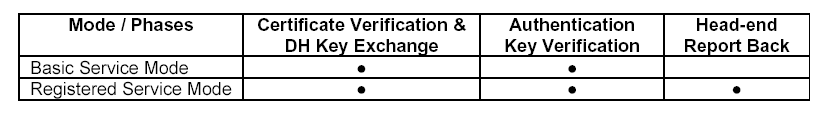 Mode / Phases
Certificate Verification &
DH Key Exchange
Authentication
Key Verification
Head-end
Report Back
Basic Service Mode ● ●
Registered Service Mode ● ● ●